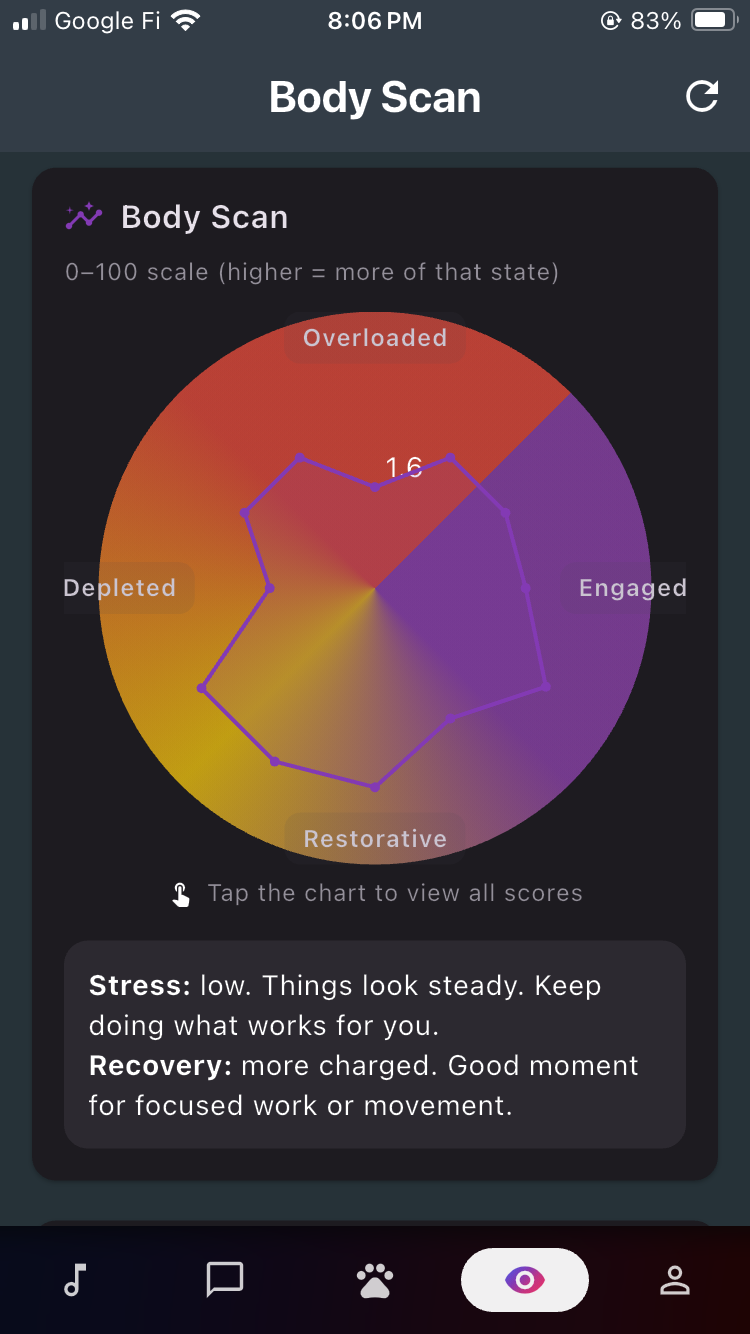 Google Fi 8:06 PM 83%
Body Scan
Body Scan
0–100 scale (higher = more of that state)
Overloaded
1.6
Depleted Engaged
Restorative
Tap the chart to view all scores
Stress: low. Things look steady. Keep
doing what works for you.
Recovery: more charged. Good moment
for focused work or movement.